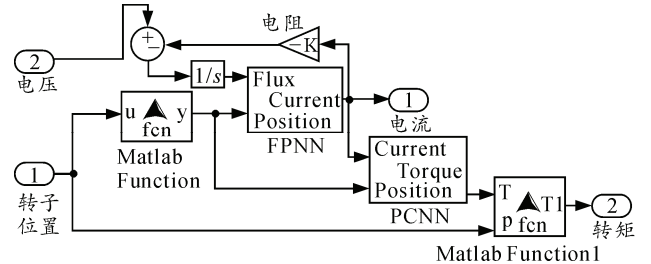 电阻
+
−
−K
2
电压
1/s
Flux
Current
Position
FPNN
1
电流
u
y
fcn
Matlab
Function
1
转子
位置
Current
Torque
Position
PCNN
T
T1
p
fcn
2
转矩
Matlab Function1